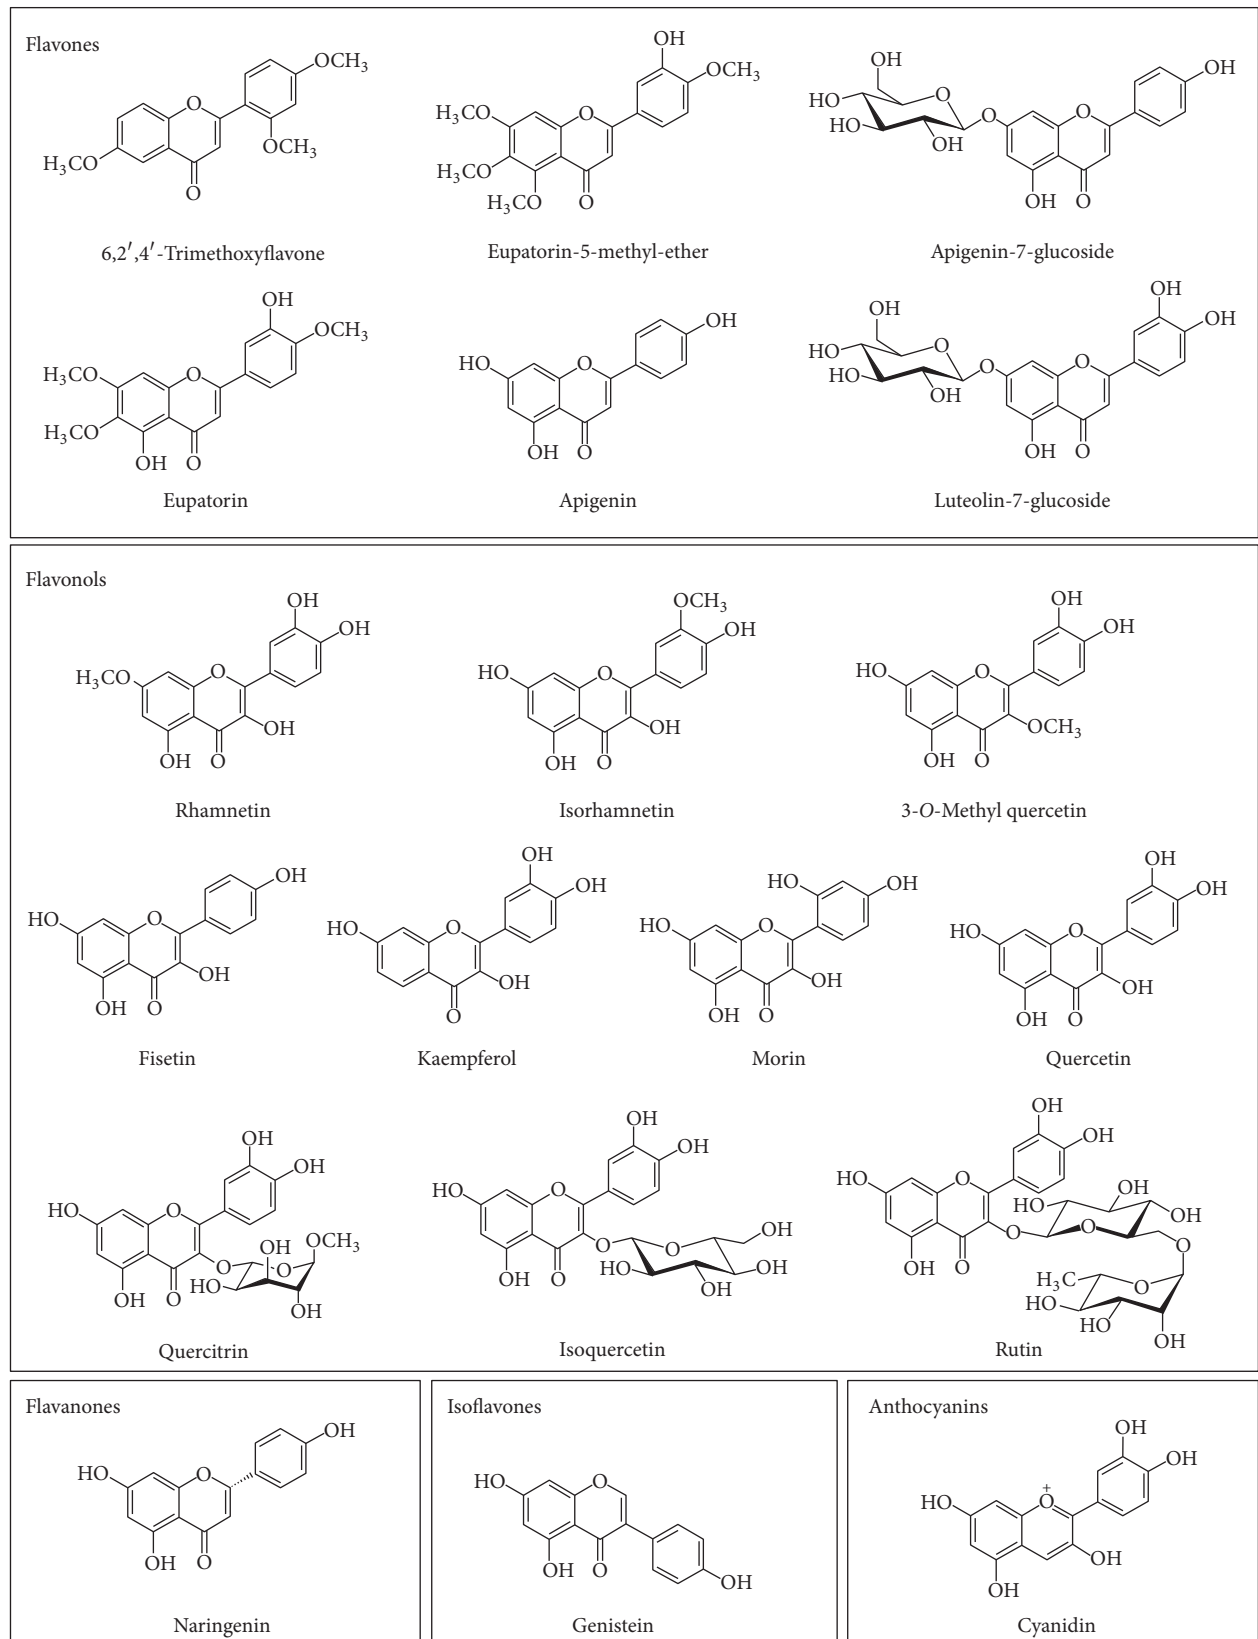 Flavones
OCH3
O
OCH3
H3CO
O
6,2′,4′-Trimethoxyflavone
OH
OCH3
H3CO
O
H3CO
H3CO
O
Eupatorin-5-methyl-ether
OH
OH
HO
O
HO
OH
O
O
OH
O
Apigenin-7-glucoside
OH
OCH3
H3CO
O
H3CO
OH
O
Eupatorin
OH
HO
O
OH
O
Apigenin
OH
OH
OH
HO
O
HO
OH
O
O
OH
O
Luteolin-7-glucoside
Flavonols
OH
OH
H3CO
O
OH
OH
O
Rhamnetin
OCH3
OH
HO
O
OH
OH
O
Isorhamnetin
OH
OH
HO
O
OCH3
OH
O
3-O-Methyl quercetin
OH
HO
O
OH
OH
O
Fisetin
OH
OH
HO
O
OH
O
Kaempferol
HO
OH
HO
O
OH
OH
O
Morin
OH
OH
HO
O
OH
OH
O
Quercetin
OH
OH
HO
O
OH
O
CH3
O
O
HO
OH
O
OH
Quercitrin
OH
OH
HO
O
OH
O
O
HO
OH
OH
O
HO
Isoquercetin
OH
OH
HO
O
OH
HO
OH
O
O
O
OH
O
H3C
O
HO
HO
OH
Rutin
Flavanones
OH
HO
O
OH
O
Naringenin
Isoflavones
HO
O
OH
O
OH
Genistein
Anthocyanins
OH
OH
+
HO
O
OH
OH
Cyanidin